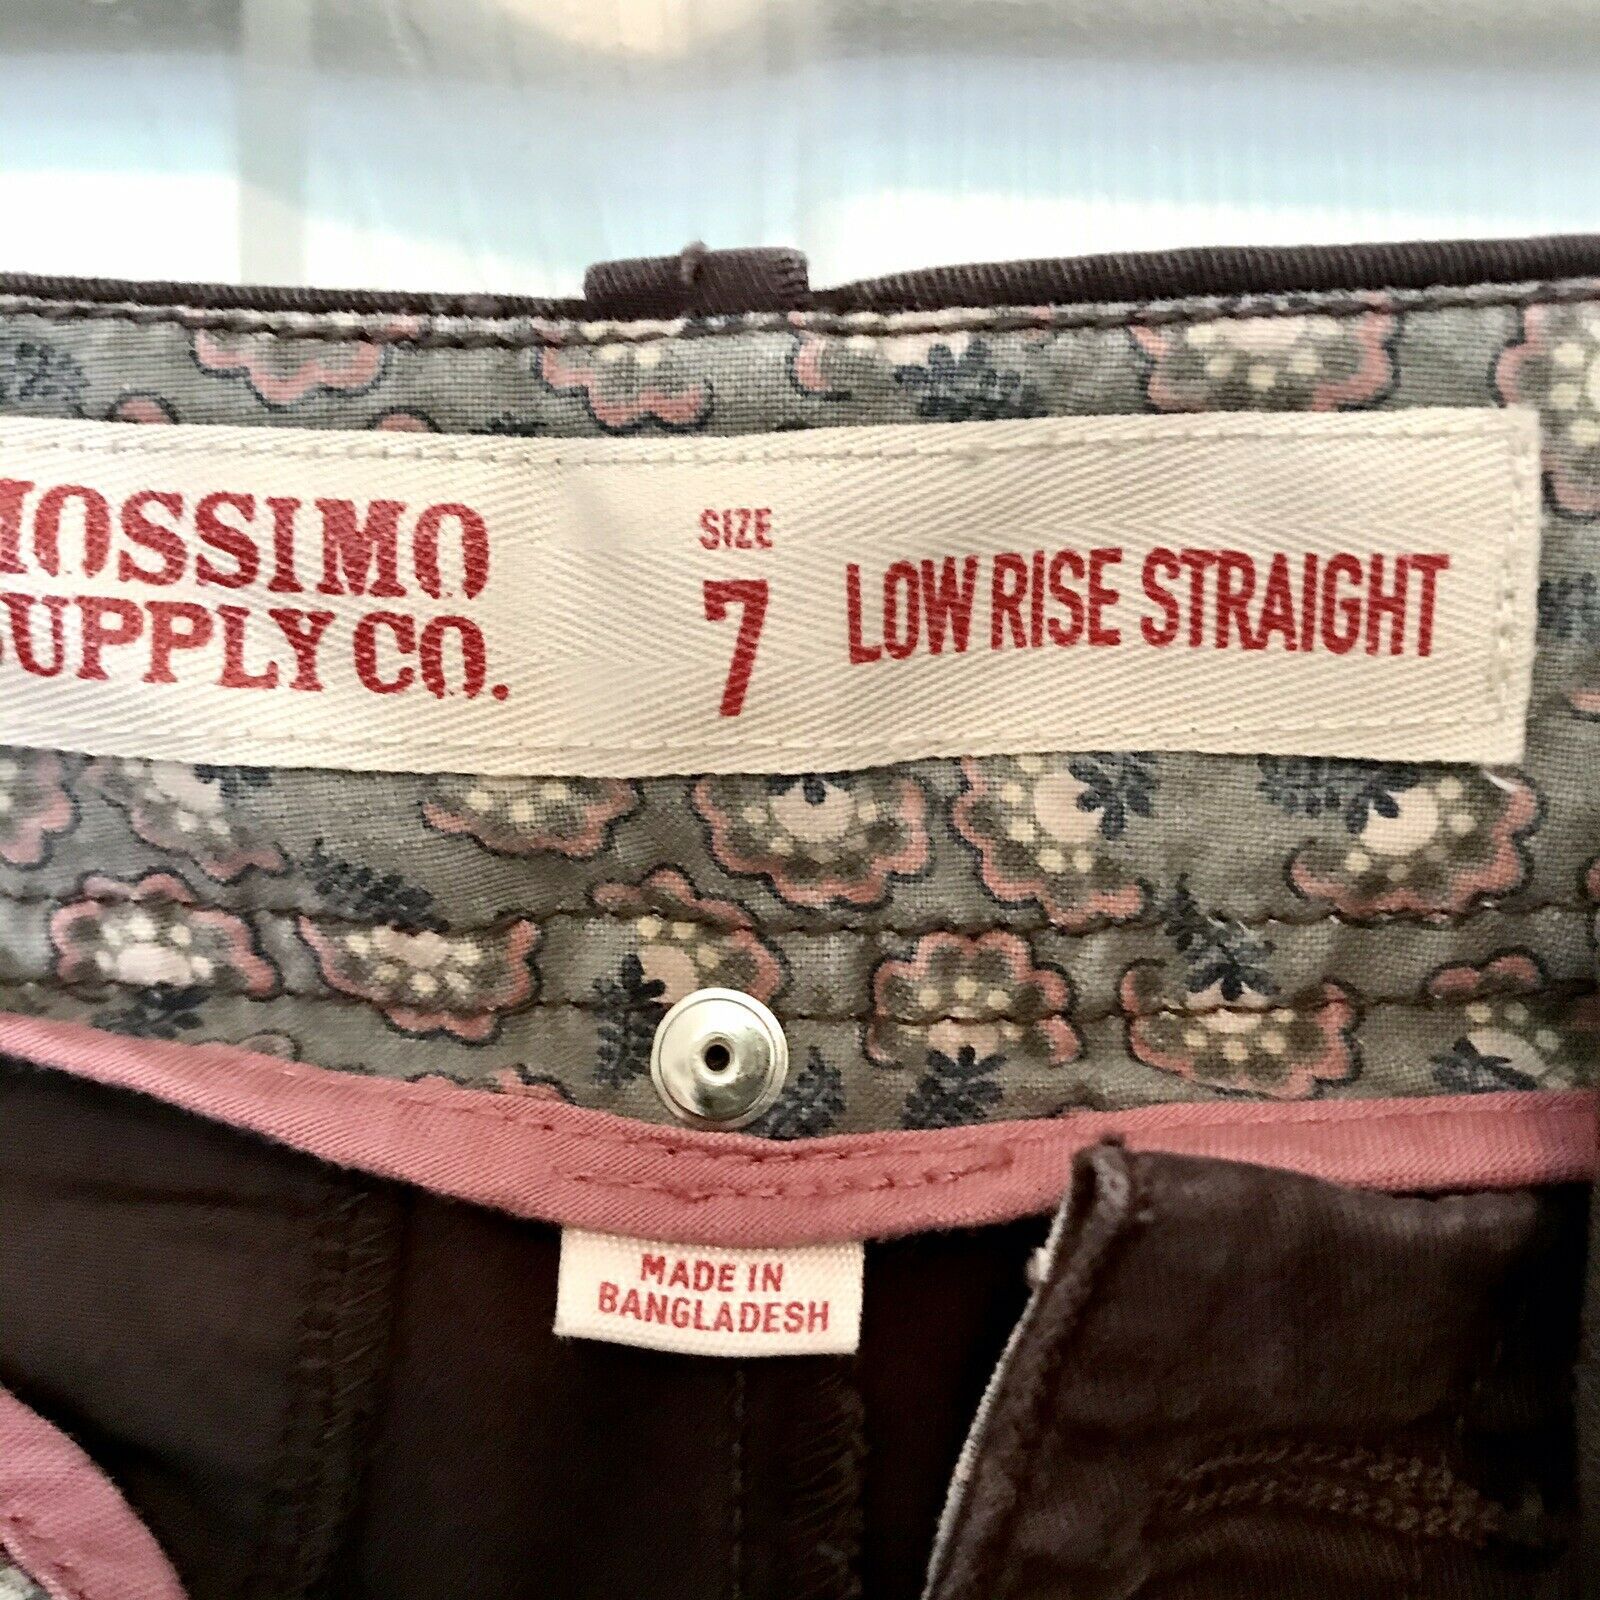 MOSSIMO
SUPPLY CO.
SIZE
7
LOW RISE STRAIGHT
MADE IN
BANGLADESH